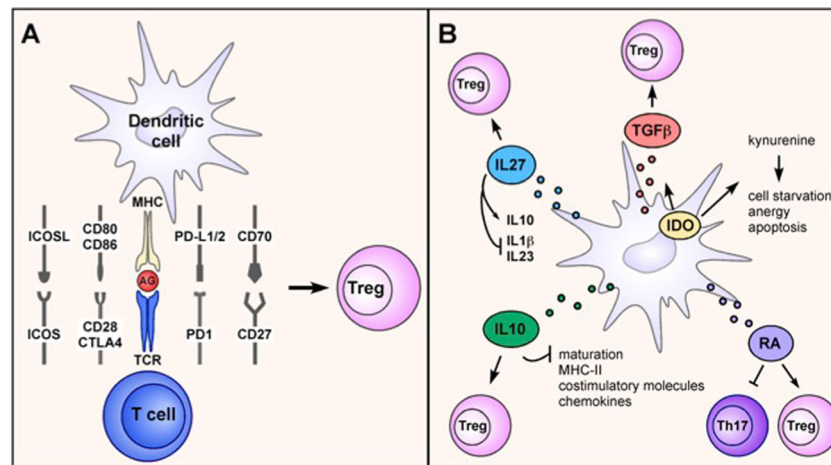 A
Dendritic
cell
MHC
ICOSL
CD80
CD86
PD-L1/2
CD70
AG
ICOS
CD28
CTLA4
PD1
CD27
TCR
T cell
Treg
B
Treg
Treg
TGFβ
IL27
kynurenine
IL10
IL1β
IL23
IDO
cell starvation
anergy
apoptosis
IL10
maturation
MHC-II
costimulatory molecules
chemokines
RA
Treg
Th17
Treg